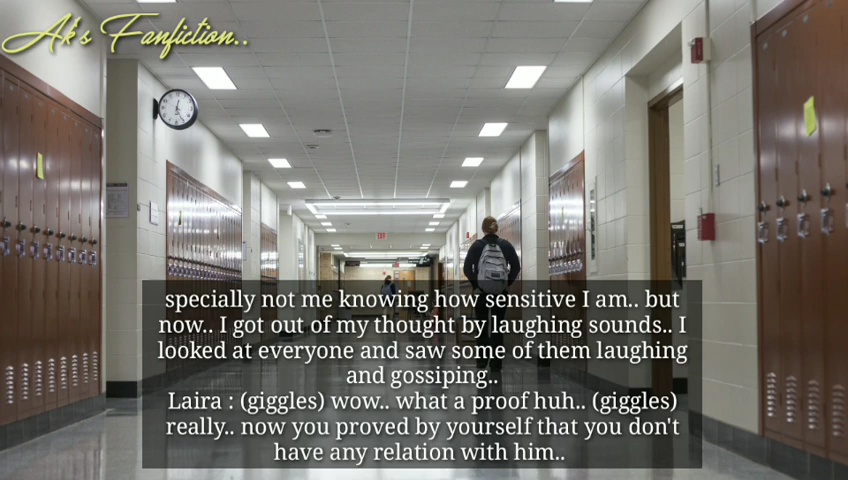 Ak's Fanfiction..
specially not me knowing how sensitive I am.. but
now.. I got out of my thought by laughing sounds.. I
looked at everyone and saw some of them laughing
and gossiping..
Laira : (giggles) wow.. what a proof huh.. (giggles)
really.. now you proved by yourself that you don't
have any relation with him..